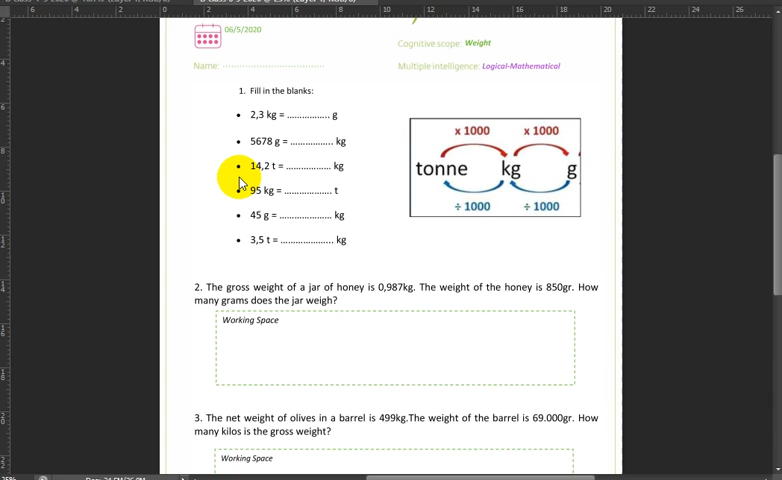 06/5/2020
Cognitive scope: Weight
Name: ..................................
Multiple intelligence: Logical-Mathematical
1. Fill in the blanks:
• 2,3 kg = ................ g
• 5678 g = ................ kg
• 14,2 t = ................. kg
• 95 kg = .................. t
• 45 g = .................... kg
• 3,5 t = .................... kg
x 1000 x 1000
tonne kg g
÷ 1000 ÷ 1000
2. The gross weight of a jar of honey is 0,987kg. The weight of the honey is 850gr. How
many grams does the jar weigh?
Working Space
3. The net weight of olives in a barrel is 499kg.The weight of the barrel is 69.000gr. How
many kilos is the gross weight?
Working Space